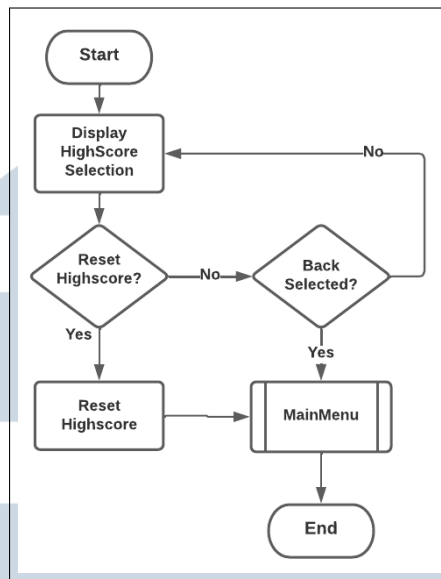 Start
Display
HighScore
Selection
No
Reset
Highscore?
No
Back
Selected?
Yes
Yes
Reset
Highscore
MainMenu
End